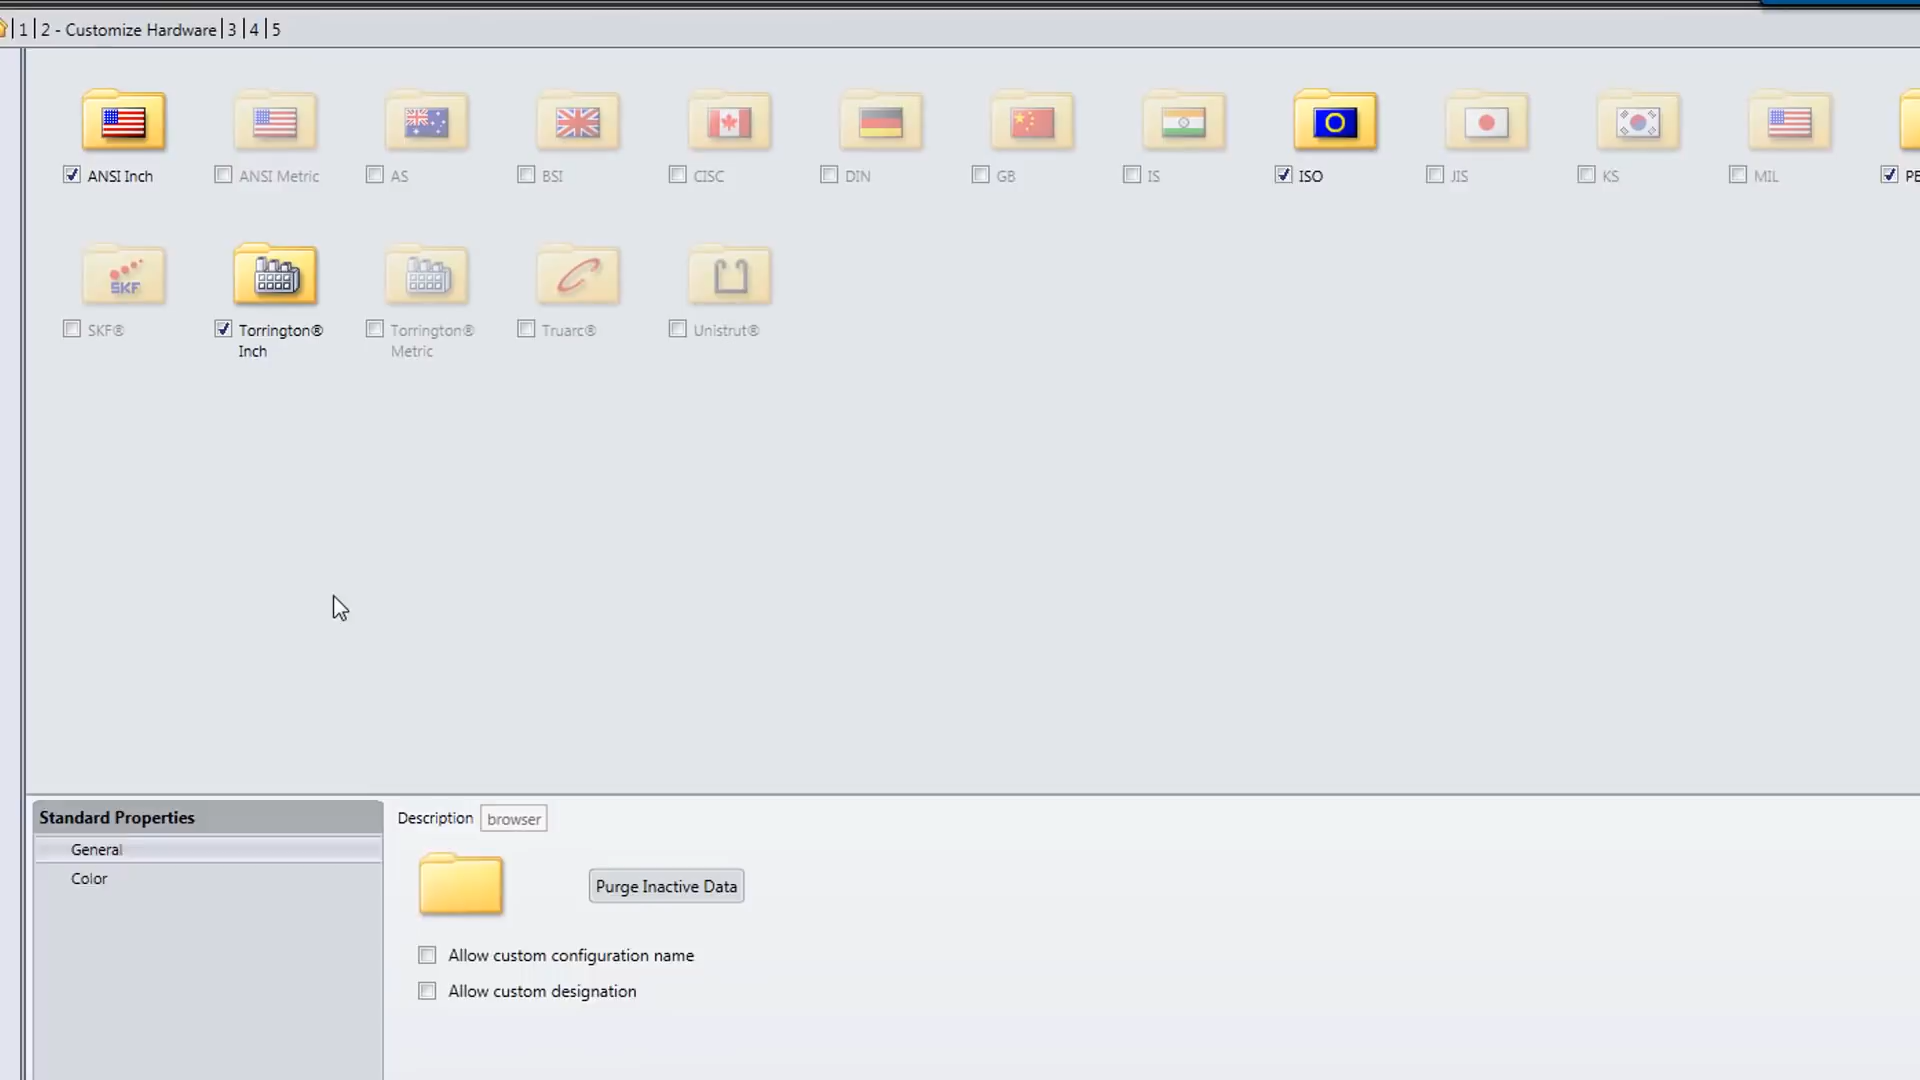 1 | 2 - Customize Hardware | 3 | 4 | 5
ANSI Inch
ANSI Metric
AS
BSI
CISC
DIN
GB
IS
ISO
JIS
KS
MIL
PE
SKF
SKF®
Torrington®
Inch
Torrington®
Metric
Truarc®
Unistrut®
Standard Properties
General
Color
Description browser
Purge Inactive Data
Allow custom configuration name
Allow custom designation